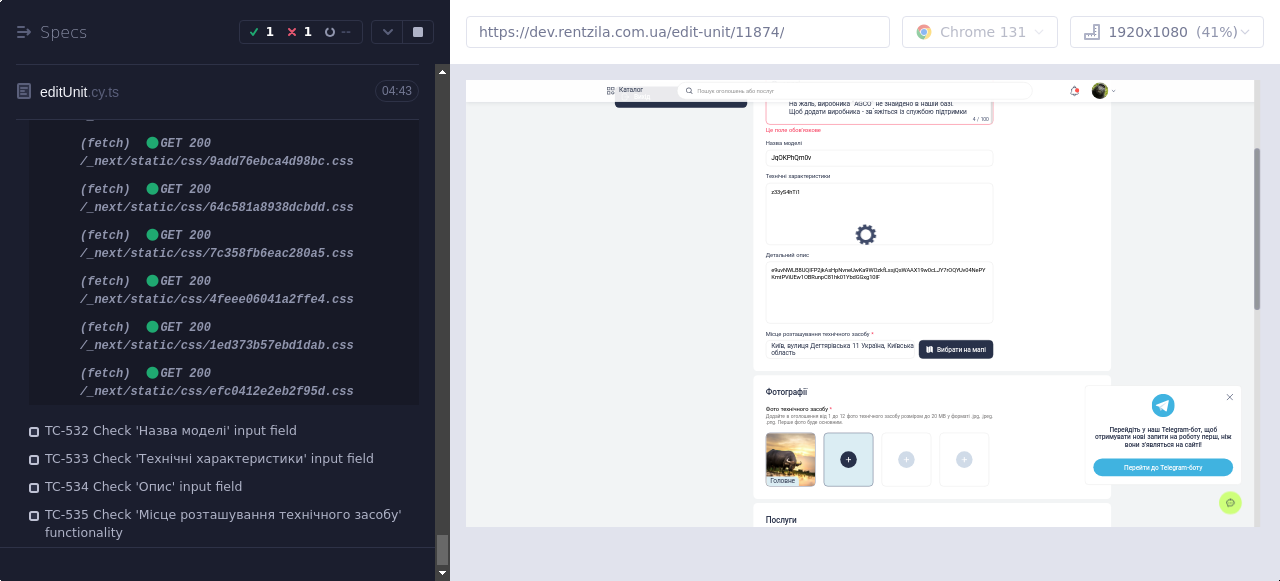 Specs
1
1
--
https://dev.rentzila.com.ua/edit-unit/11874/
Chrome 131
1920x1080 (41%)
editUnit.cy.ts
04:43
(fetch) GET 200
/_next/static/css/9add76ebca4d98bc.css
(fetch) GET 200
/_next/static/css/64c581a8938dcbdd.css
(fetch) GET 200
/_next/static/css/7c358fb6eac280a5.css
(fetch) GET 200
/_next/static/css/4feee06041a2ffe4.css
(fetch) GET 200
/_next/static/css/1ed373b57ebd1dab.css
(fetch) GET 200
/_next/static/css/efc0412e2eb2f95d.css
TC-532 Check 'Назва моделі' input field
TC-533 Check 'Технічні характеристики' input field
TC-534 Check 'Опис' input field
TC-535 Check 'Місце розташування технічного засобу'
functionality
Каталог
Пошук оголошень або послуг
На жаль, виробника "AGCO" не знайдено в нашій базі.
Щоб додати виробника - зв`яжіться із службою підтримки
4 / 100
Це поле обов'язкове
Назва моделі
JqOKPhQm0v
Технічні характеристики
z33yS4hTl1
Детальний опис
Місце розташування технічного засобу *
Київ, вулиця Дегтярівська 11 Україна, Київська
область
Вибрати на мапі
Фотографії
Фото технічного засобу *
Додайте в оголошення від 1 до 12 фото технічного засобу розміром до 20 МВ у форматі .jpg, .jpeg,
.png. Перше фото буде основним.
Головне
Послуги
Перейдіть у наш Telegram-бот, щоб
отримувати нові запити на роботу перш, ніж
вони з'являться на сайті!
Перейти до Telegram-боту